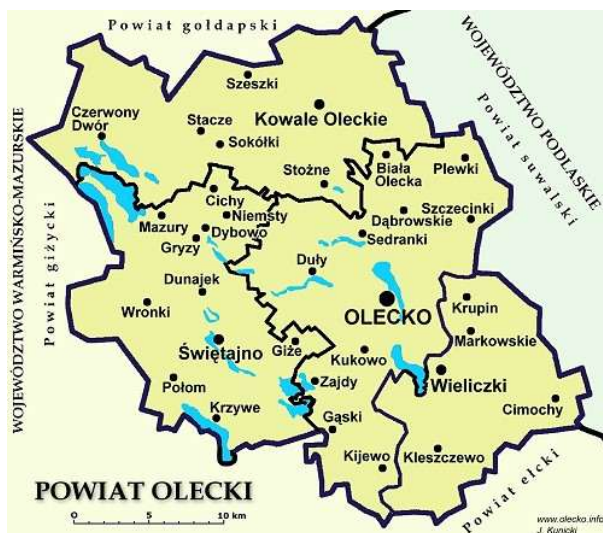 Powiat gołdapski
WOJEWÓDZTWO PODLASKIE
Powiat suwalski
WOJEWÓDZTWO WARMIŃSKO-MAZURSKIE
Powiat giżycki
Szeszki
Kowale Oleckie
Czerwony
Dwór
Stacze
Sokółki
Stożne
Biała
Olecka
Plewki
Cichy
Niemsty
Mazury
Dybowo
Gryzy
Dąbrowskie
Szczecinki
Sedranki
Dunajek
Duły
Wronki
OLECKO
Krupin
Markowskie
Świętajno
Giże
Kukowo
Wieliczki
Połom
Zajdy
Cimochy
Krzywe
Gąski
Kijewo
Kleszczewo
Powiat ełcki
POWIAT OLECKI
0 5 10 km
www.olecko.info
J. Kunicki